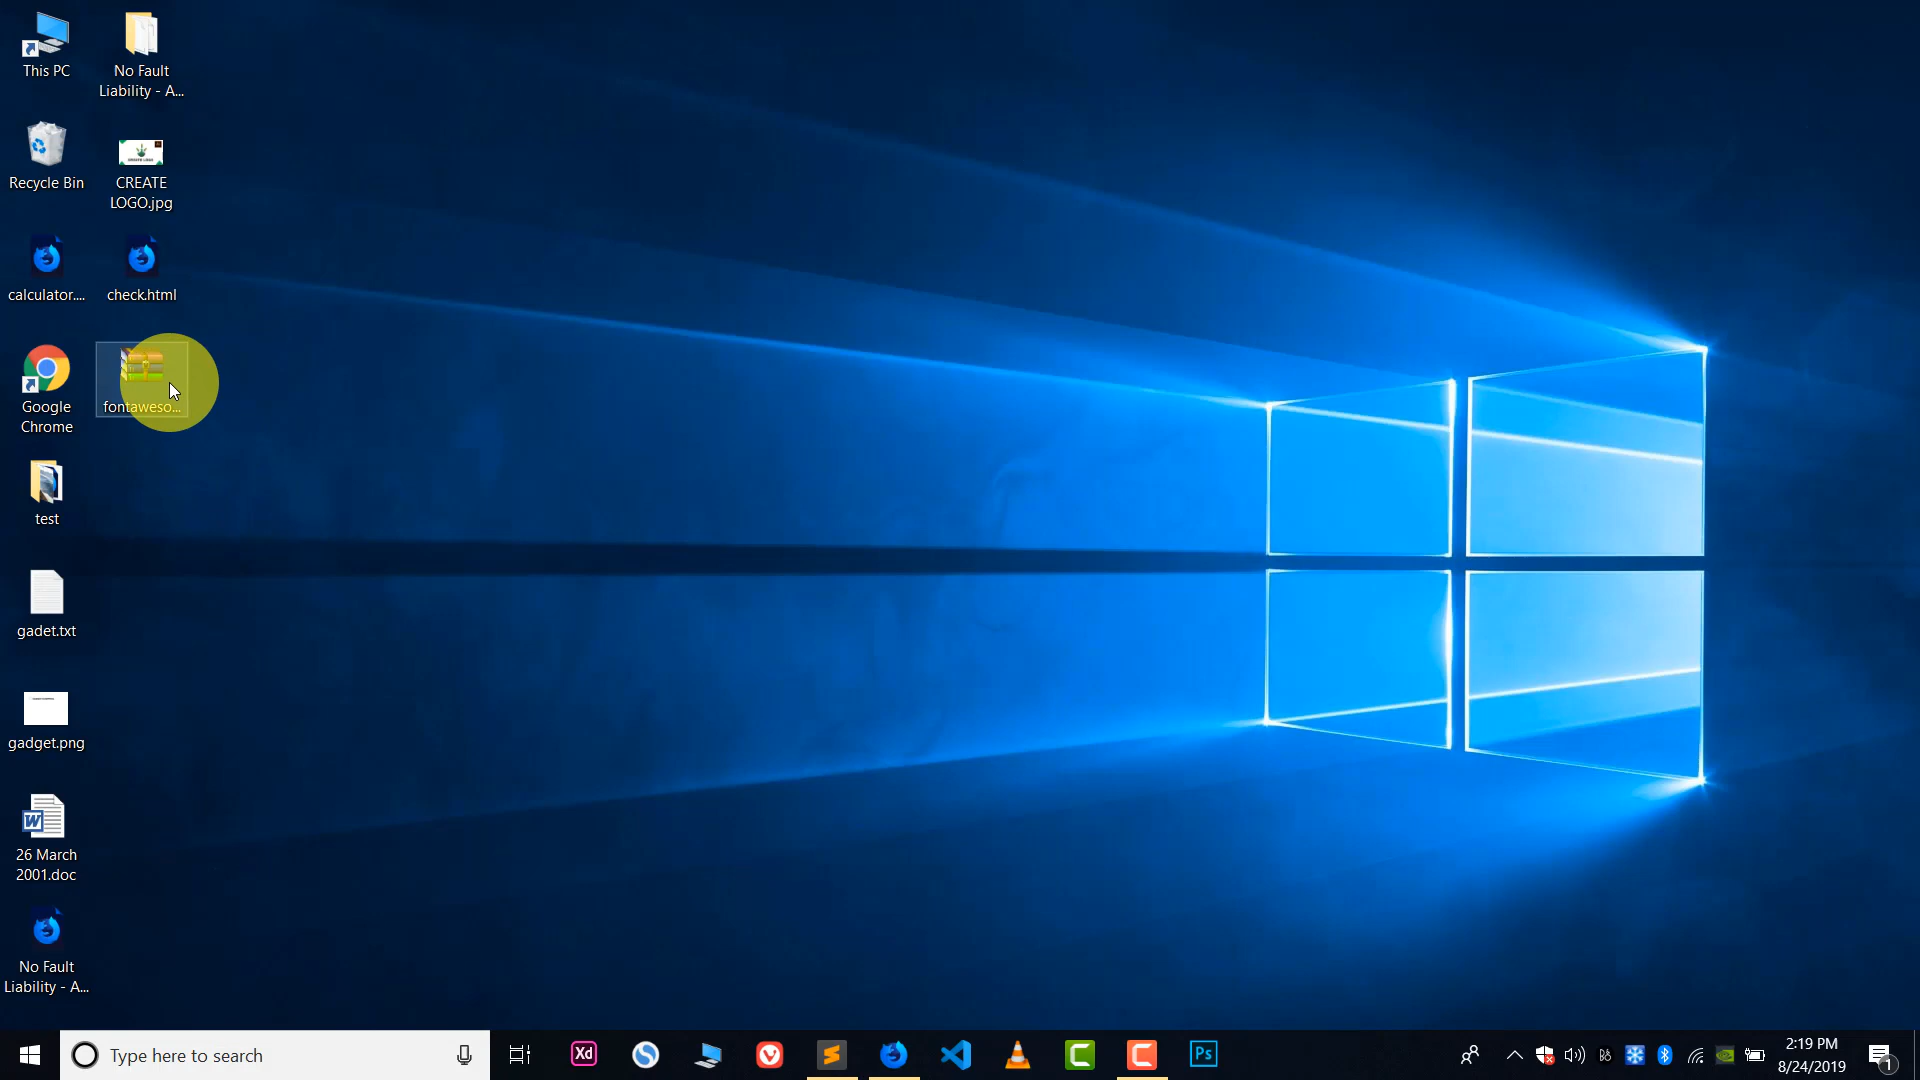 This PC
No Fault
Liability - A...
Recycle Bin
CREATE
LOGO.jpg
calculator....
check.html
Google
Chrome
fontaweso...
test
gadet.txt
gadget.png
26 March
2001.doc
No Fault
Liability - A...
Type here to search
Xd
Ps
2:19 PM
8/24/2019
1